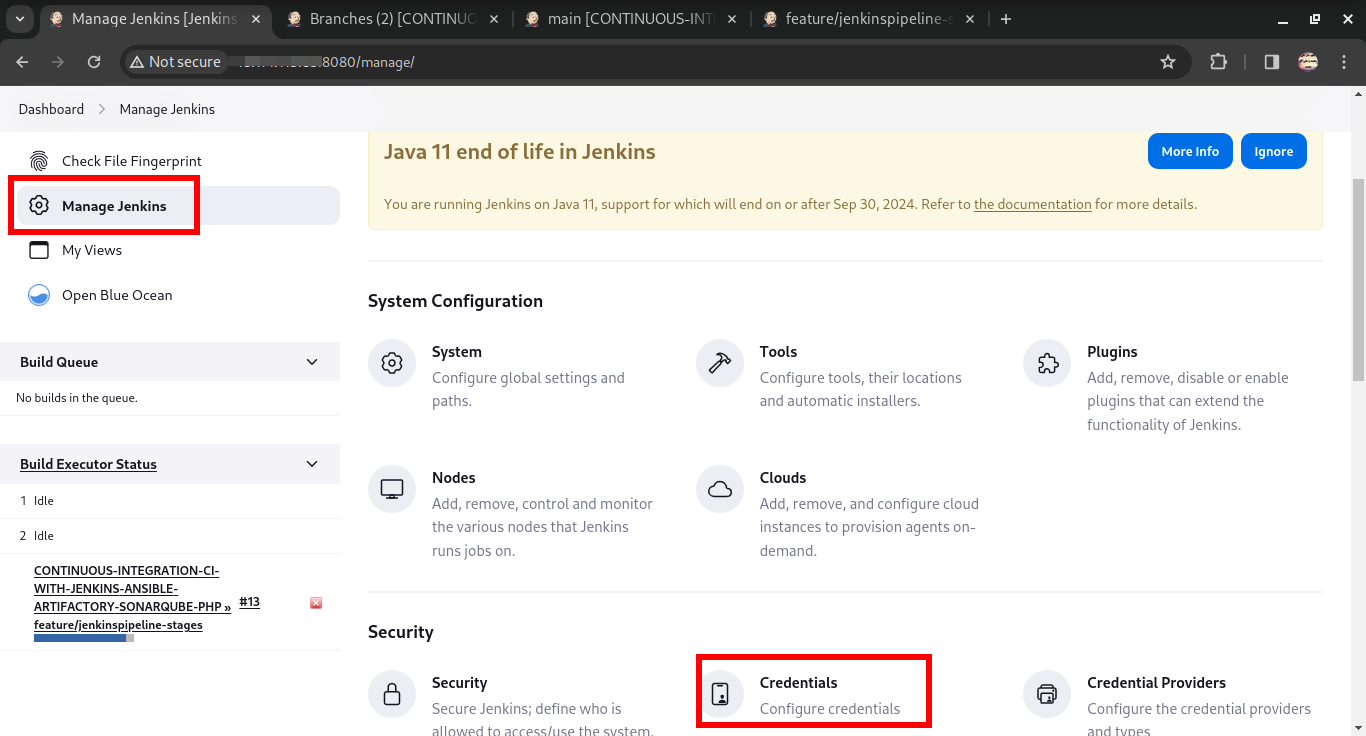 Manage Jenkins [Jenkins
Branches (2) [CONTINUO
main [CONTINUOUS-INT
feature/jenkinspipeline-s
Not secure
8080/manage/
Dashboard
Manage Jenkins
Check File Fingerprint
Manage Jenkins
My Views
Open Blue Ocean
Build Queue
No builds in the queue.
Build Executor Status
1 Idle
2 Idle
CONTINUOUS-INTEGRATION-CI-
WITH-JENKINS-ANSIBLE-
ARTIFACTORY-SONARQUBE-PHP »
feature/jenkinspipeline-stages
#13
Java 11 end of life in Jenkins
More Info
Ignore
You are running Jenkins on Java 11, support for which will end on or after Sep 30, 2024. Refer to the documentation for more details.
System Configuration
System
Configure global settings and
paths.
Tools
Configure tools, their locations
and automatic installers.
Plugins
Add, remove, disable or enable
plugins that can extend the
functionality of Jenkins.
Nodes
Add, remove, control and monitor
the various nodes that Jenkins
runs jobs on.
Clouds
Add, remove, and configure cloud
instances to provision agents on-
demand.
Security
Security
Secure Jenkins; define who is
allowed to access/use the system.
Credentials
Configure credentials
Credential Providers
Configure the credential providers
and types